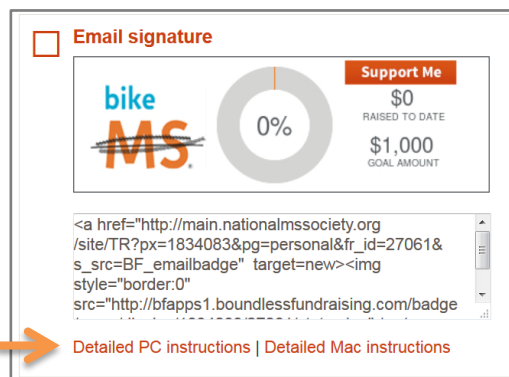 Email signature
bike
MS
0%
Support Me
$0
RAISED TO DATE
$1,000
GOAL AMOUNT
<a href="http://main.nationalmssociety.org
/site/TR?px=1834083&pg=personal&fr_id=27061&
s_src=BF_emailbadge" target=new><img
style="border:0"
src="http://bfapps1.boundlessfundraising.com/badge
Detailed PC instructions | Detailed Mac instructions